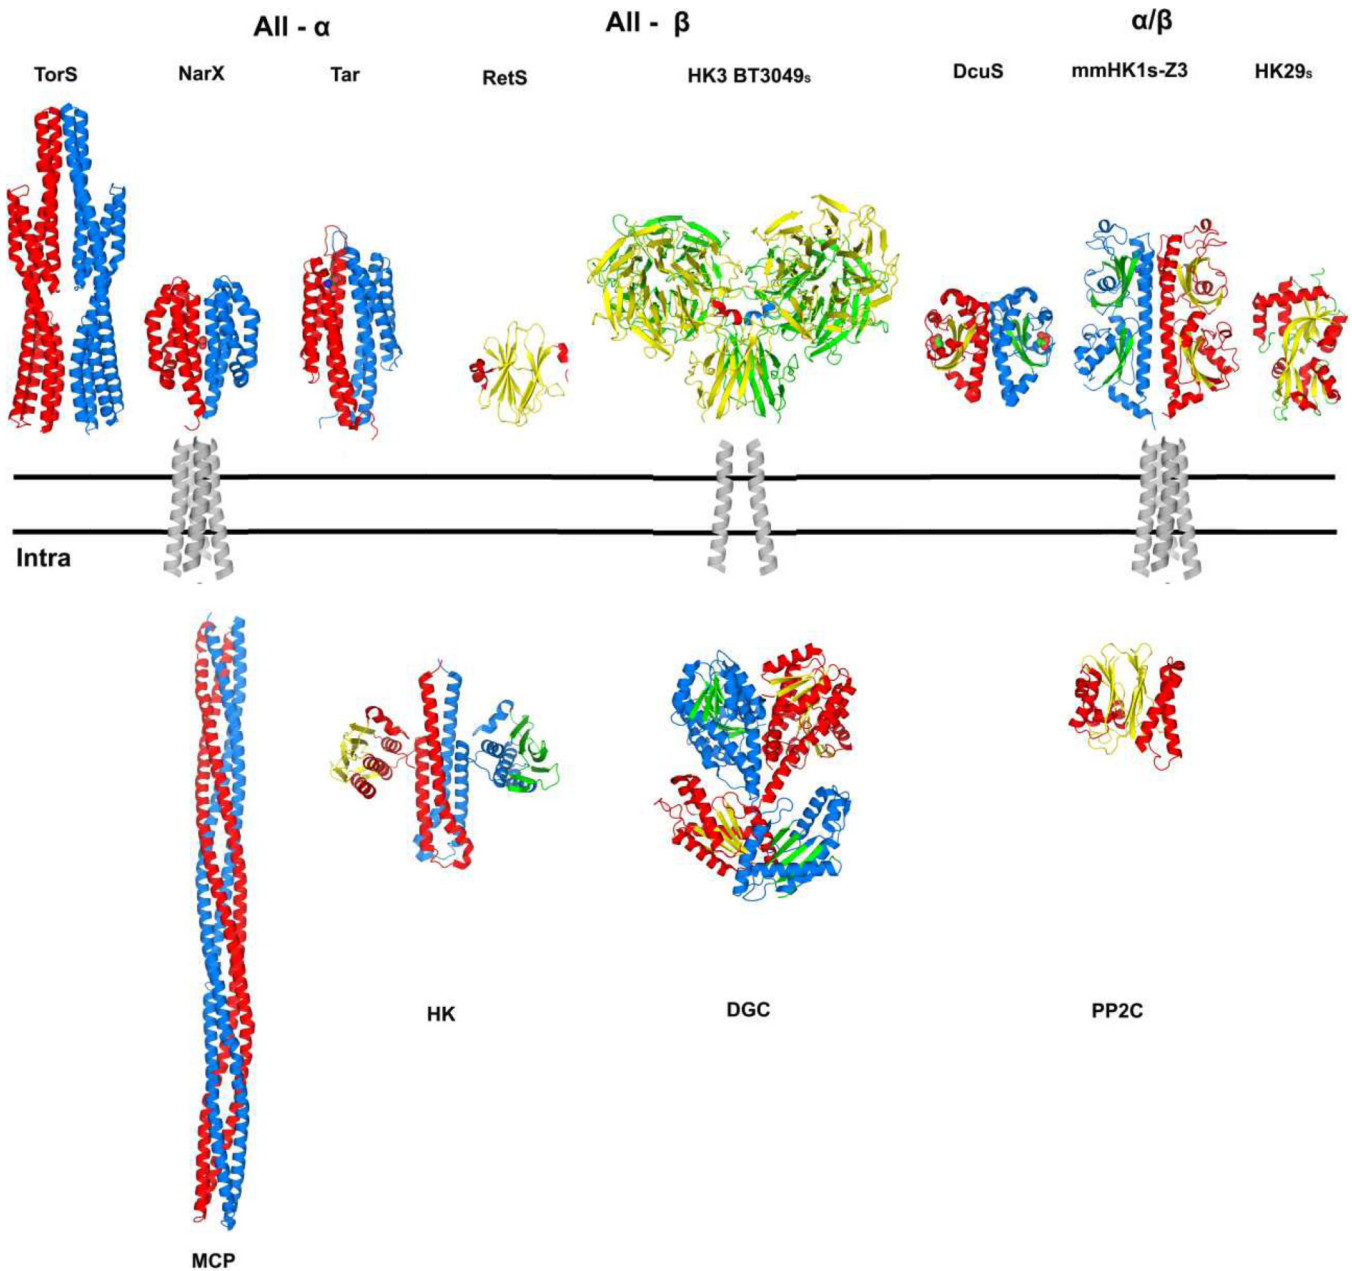 All - α
All - β
α/β
TorS
NarX
Tar
RetS
HK3 BT3049s
DcuS
mmHK1s-Z3
HK29s
Intra
HK
DGC
PP2C
MCP